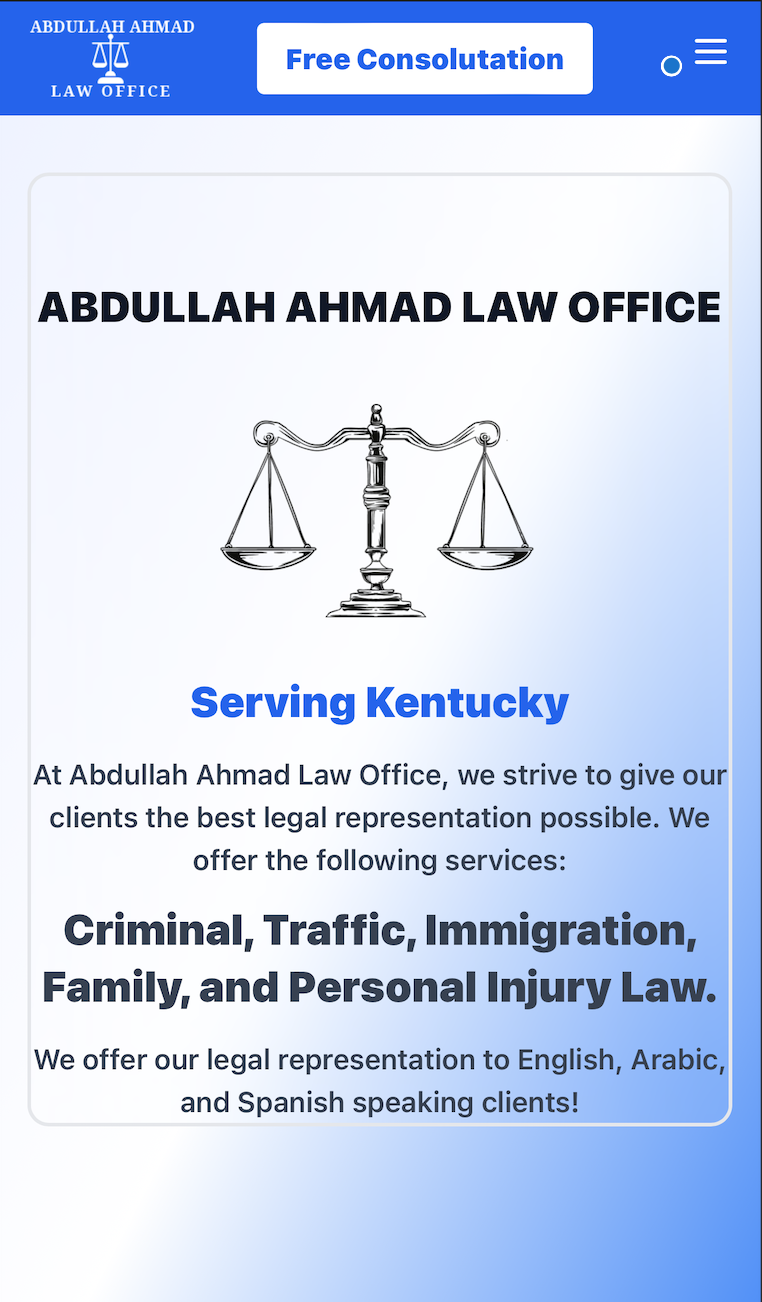 ABDULLAH AHMAD
LAW OFFICE
Free Consolutation
ABDULLAH AHMAD LAW OFFICE
Serving Kentucky
At Abdullah Ahmad Law Office, we strive to give our
clients the best legal representation possible. We
offer the following services:
Criminal, Traffic, Immigration,
Family, and Personal Injury Law.
We offer our legal representation to English, Arabic,
and Spanish speaking clients!